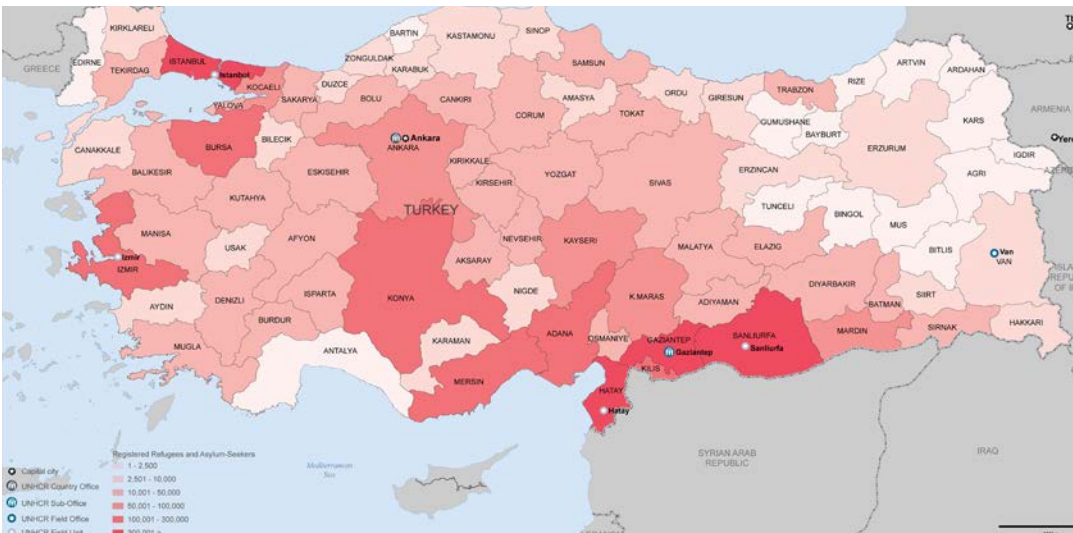 KIRKLARELI
EDIRNE
TEKIRDAG
ISTANBUL
Istanbul
KOCAELI
YALOVA
SAKARYA
DUZCE
ZONGULDAK
BARTIN
KARABUK
KASTAMONU
SINOP
SAMSUN
ORDU
GIRESUN
TRABZON
RIZE
ARTVIN
ARDAHAN
GREECE
ARMENIA
BOLU
CANKIRI
CORUM
AMASYA
TOKAT
GUMUSHANE
BAYBURT
KARS
CANAKKALE
BALIKESIR
BURSA
BILECIK
ESKISEHIR
Ankara
ANKARA
KIRIKKALE
KIRSEHIR
YOZGAT
SIVAS
ERZINCAN
ERZURUM
IGDIR
AGRI
KUTAHYA
TURKEY
TUNCELI
BINGOL
MUS
BITLIS
Van
VAN
MANISA
USAK
AFYON
Izmir
IZMIR
AKSARAY
NEVSEHIR
KAYSERI
MALATYA
ELAZIG
DIYARBAKIR
BATMAN
SIIRT
AYDIN
DENIZLI
ISPARTA
BURDUR
KONYA
NIGDE
K.MARAS
ADIYAMAN
MARDIN
SIRNAK
HAKKARI
MUGLA
ANTALYA
KARAMAN
MERSIN
ADANA
OSMANIYE
GAZIANTEP
Gaziantep
KILIS
SANLIURFA
Sanliurfa
HATAY
Hatay
SYRIAN ARAB
REPUBLIC
IRAQ
Mediterranean
Sea
Capital city
UNHCR Country Office
UNHCR Sub-Office
UNHCR Field Office
UNHCR Field Unit
Registered Refugees and Asylum-Seekers
1 - 2,500
2,501 - 10,000
10,001 - 50,000
50,001 - 100,000
100,001 - 300,000